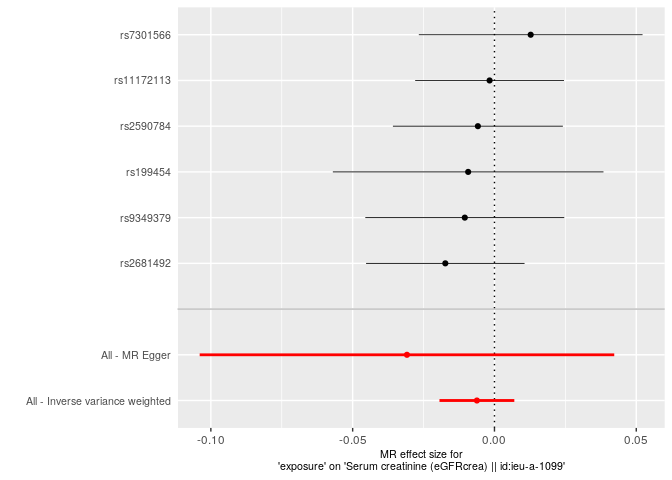 rs7301566
rs11172113
rs2590784
rs199454
rs9349379
rs2681492
All - MR Egger
All - Inverse variance weighted
-0.10 -0.05 0.00 0.05
MR effect size for
'exposure' on 'Serum creatinine (eGFRcrea) || id:ieu-a-1099'